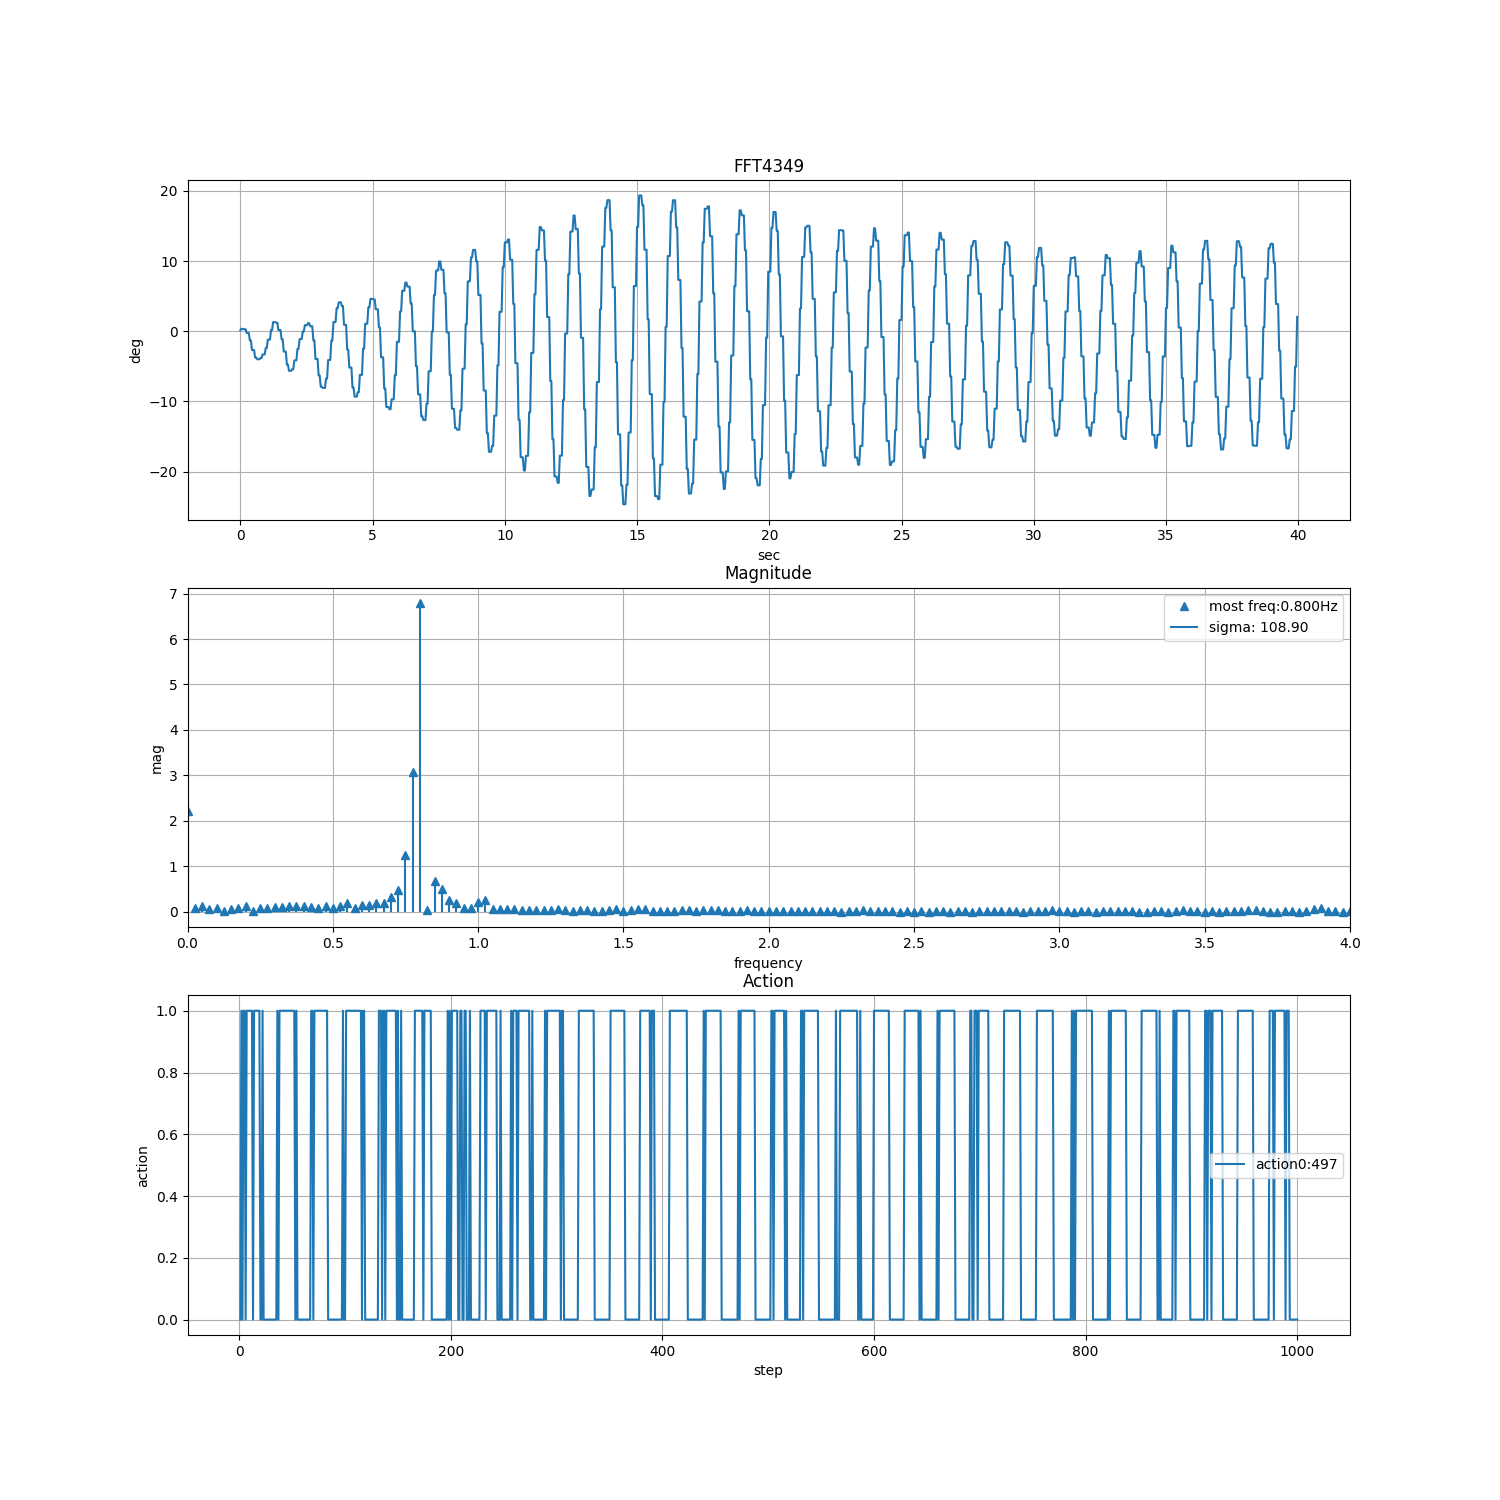 FFT4349
20
10
0
−10
−20
deg
0 5 10 15 20 25 30 35 40
sec
Magnitude
7
6
5
4
3
2
1
0
mag
most freq:0.800Hz
sigma: 108.90
0.0 0.5 1.0 1.5 2.0 2.5 3.0 3.5 4.0
frequency
Action
1.0
0.8
0.6
0.4
0.2
0.0
action
action0:497
0 200 400 600 800 1000
step